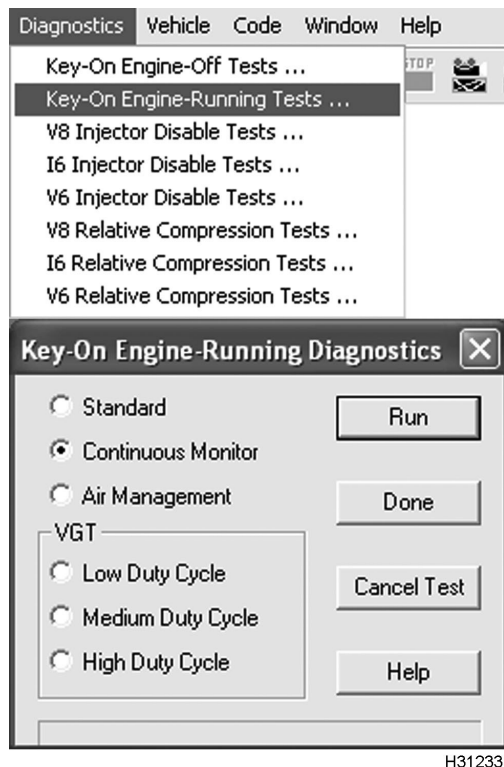 Diagnostics Vehicle Code Window Help
Key-On Engine-Off Tests ...
STOP
Key-On Engine-Running Tests ...
V8 Injector Disable Tests ...
I6 Injector Disable Tests ...
V6 Injector Disable Tests ...
V8 Relative Compression Tests ...
I6 Relative Compression Tests ...
V6 Relative Compression Tests ...
Key-On Engine-Running Diagnostics
Standard
Run
Continuous Monitor
Air Management
Done
VGT
Low Duty Cycle
Cancel Test
Medium Duty Cycle
High Duty Cycle
Help
H31233